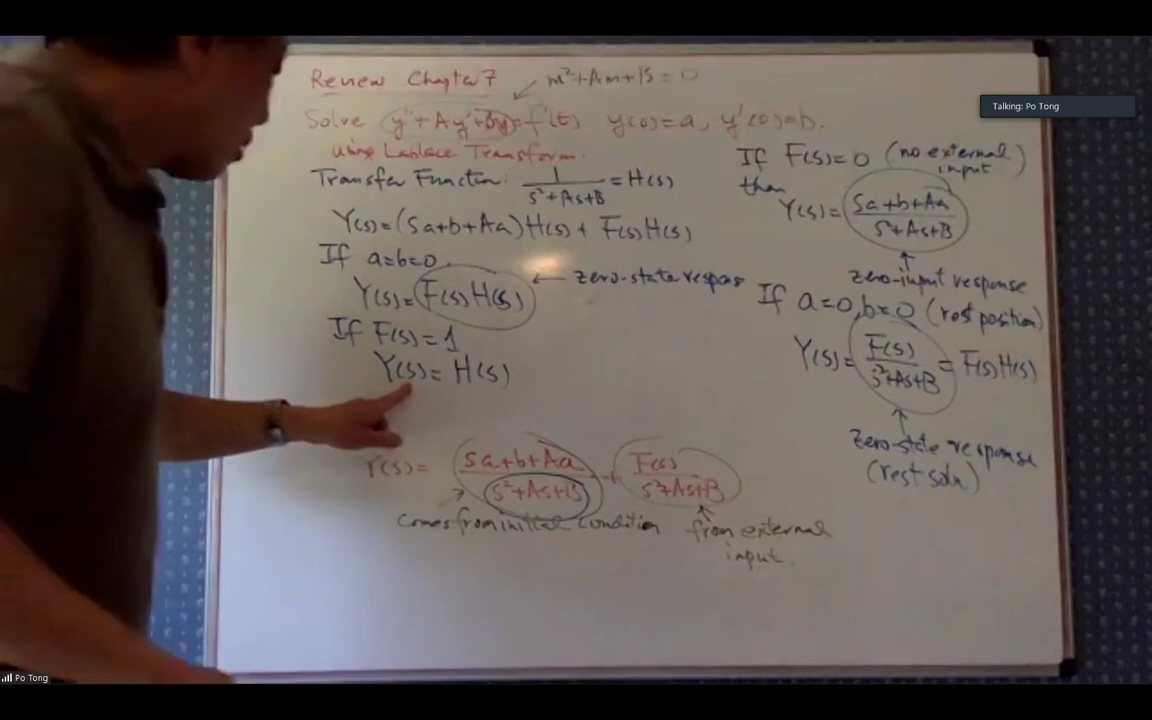 Review Chapter 7
m²+Am+B=0
Solve y''+Ay'+By=f(t) y(0)=a, y'(0)=b.
using Laplace Transform.
Transfer Function: 1/(s²+As+B) = H(s)
Y(s)=(Sa+b+Aa)H(s)+F(s)H(s)
If a=b=0
Y(s)=F(s)H(s) ← zero-state respons
If F(s)=1
Y(s)=H(s)
Y(s)= (Sa+b+Aa)/(s²+As+B) + F(s)/(s²+As+B)
Comes from initial condition
from external
input.
If F(s)=0 (no external
input)
then
Y(s)= (Sa+b+Aa)/(s²+As+B)
zero-input response
If a=0, b=0 (rest position)
Y(s)= F(s)/(s²+As+B) = F(s)H(s)
Zero-state response
(rest soln)
Talking: Po Tong
Po Tong